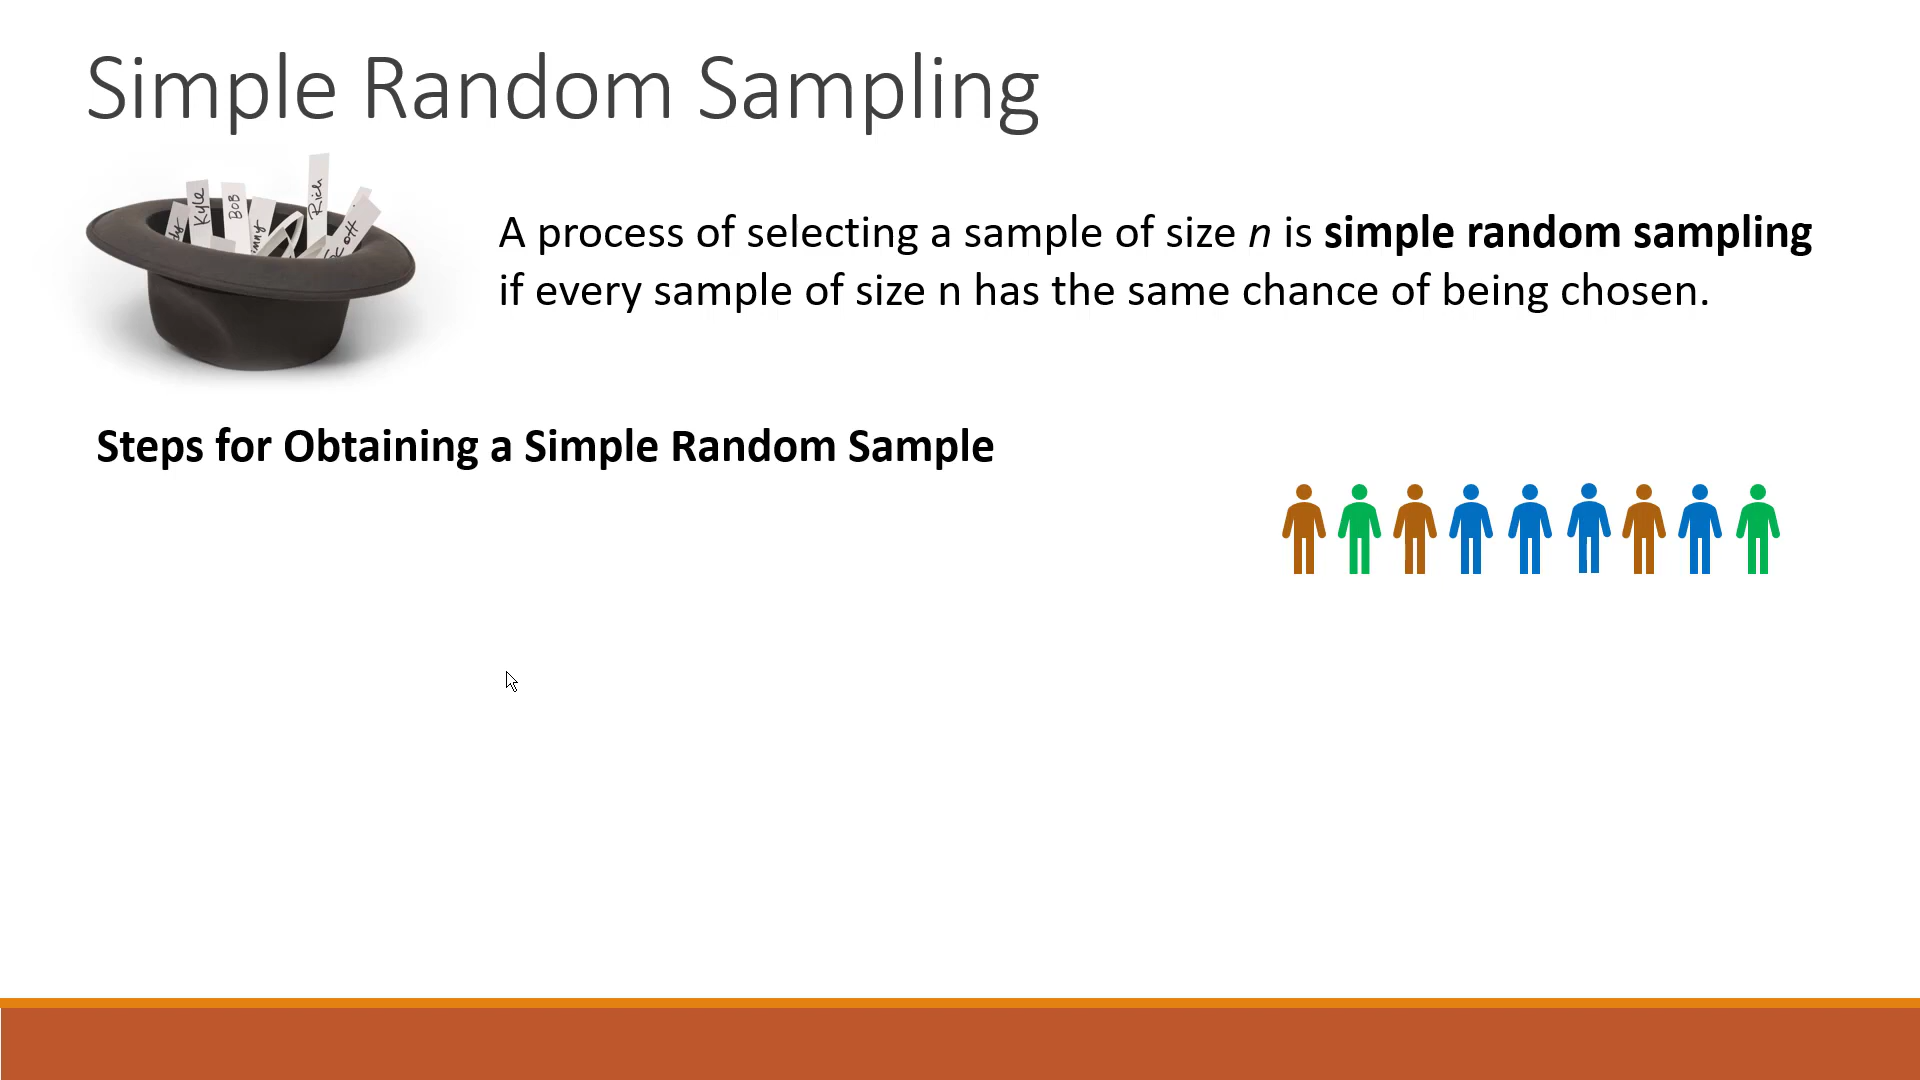 Simple Random Sampling
Kyle
BOB
Rich
A process of selecting a sample of size n is simple random sampling
if every sample of size n has the same chance of being chosen.
Steps for Obtaining a Simple Random Sample